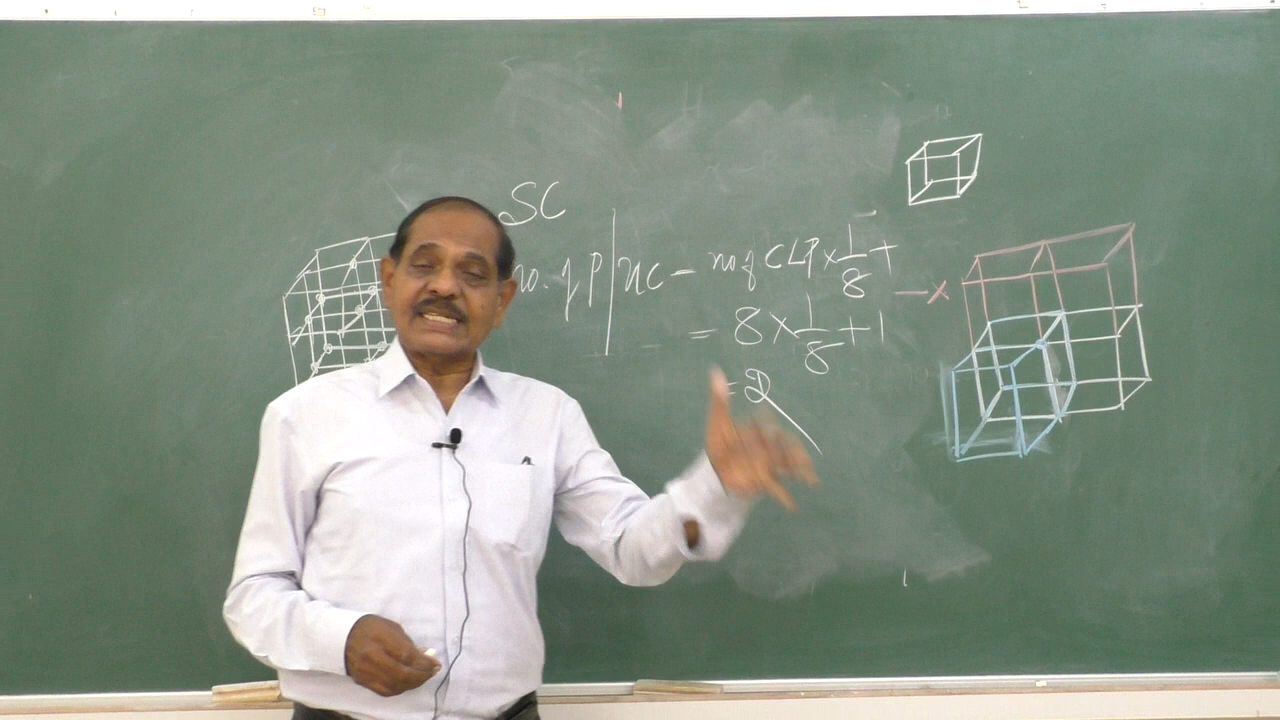 SC
no. of P/uc = no of CLP × 1/8 +
= 8 × 1/8 + 1
= 2